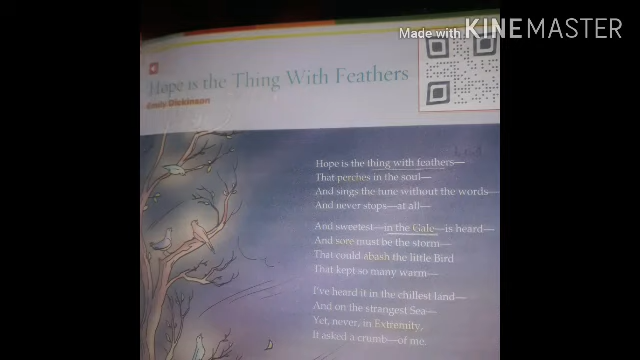 Made with KINEMASTER
Hope is the Thing With Feathers
Emily Dickinson
Hope is the thing with feathers—
That perches in the soul—
And sings the tune without the words—
And never stops—at all—
And sweetest—in the Gale—is heard—
And sore must be the storm—
That could abash the little Bird
That kept so many warm—
I've heard it in the chillest land—
And on the strangest Sea—
Yet, never, in Extremity,
It asked a crumb—of me.